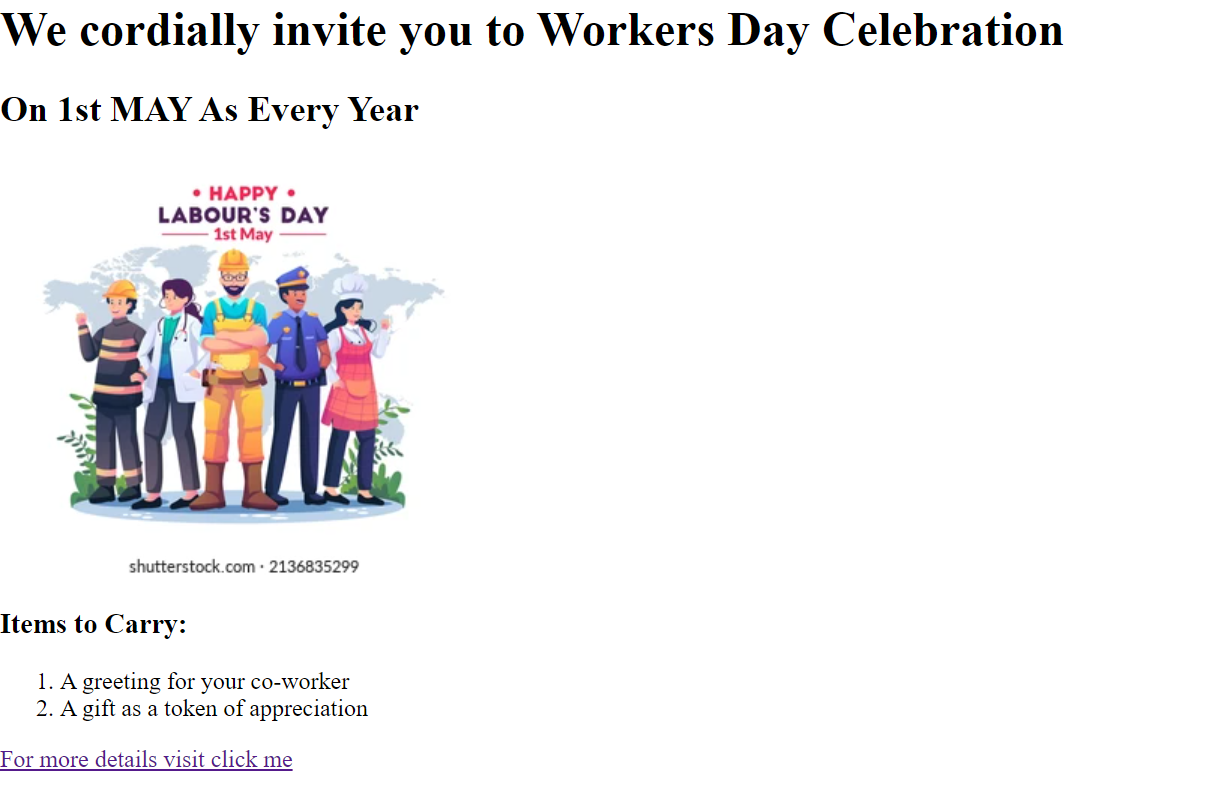 We cordially invite you to Workers Day Celebration
On 1st MAY As Every Year
• HAPPY •
LABOUR'S DAY
1st May
shutterstock.com · 2136835299
Items to Carry:
1. A greeting for your co-worker
2. A gift as a token of appreciation
For more details visit click me